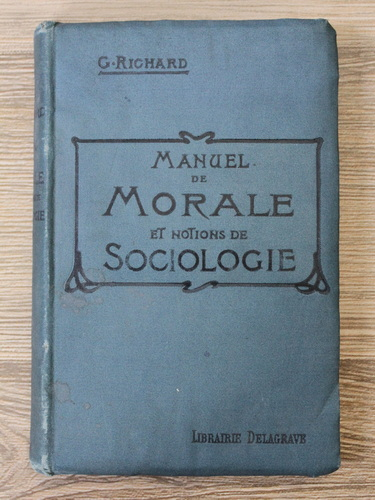 G. RICHARD
MANUEL
DE
MORALE
ET NOTIONS DE
SOCIOLOGIE
LIBRAIRIE DELAGRAVE